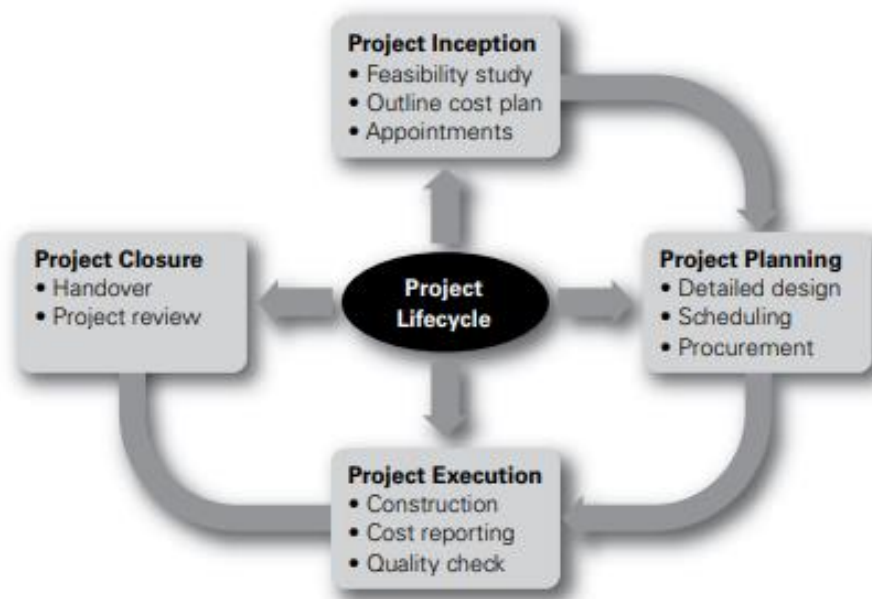 Project Inception
• Feasibility study
• Outline cost plan
• Appointments
Project Closure
• Handover
• Project review
Project
Lifecycle
Project Planning
• Detailed design
• Scheduling
• Procurement
Project Execution
• Construction
• Cost reporting
• Quality check